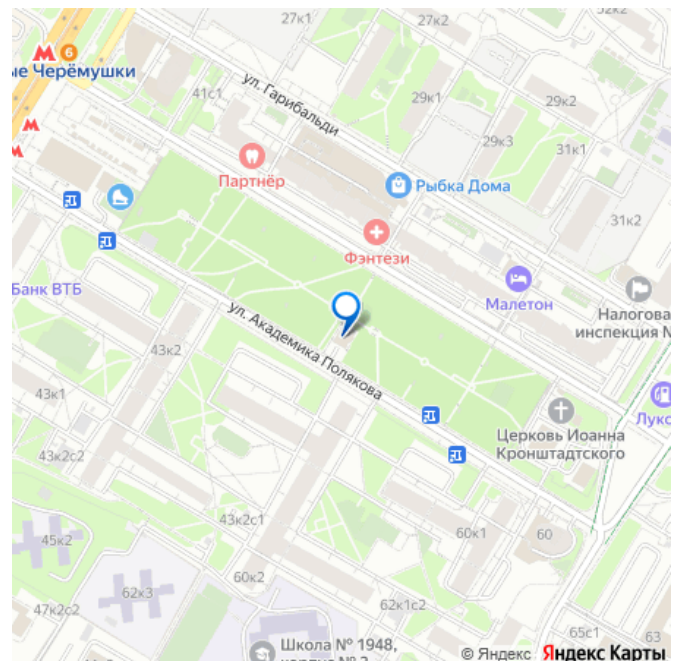 27к1
27к2
6
ые Черёмушки
41с1
ул. Гарибальди
29к1
29к2
29к3
31к1
Партнёр
Рыбка Дома
31к2
Фэнтези
Малетон
Налогова
инспекция №
Банк ВТБ
ул. Академика Полякова
43к2
43к1
Луко
Церковь Иоанна
Кронштадтского
43к2с2
43к2с1
60к1
60
45к2
60к2
62к3
47к2с2
62к1с2
65с1
63
Школа № 1948,
© Яндекс Яндекс Карты